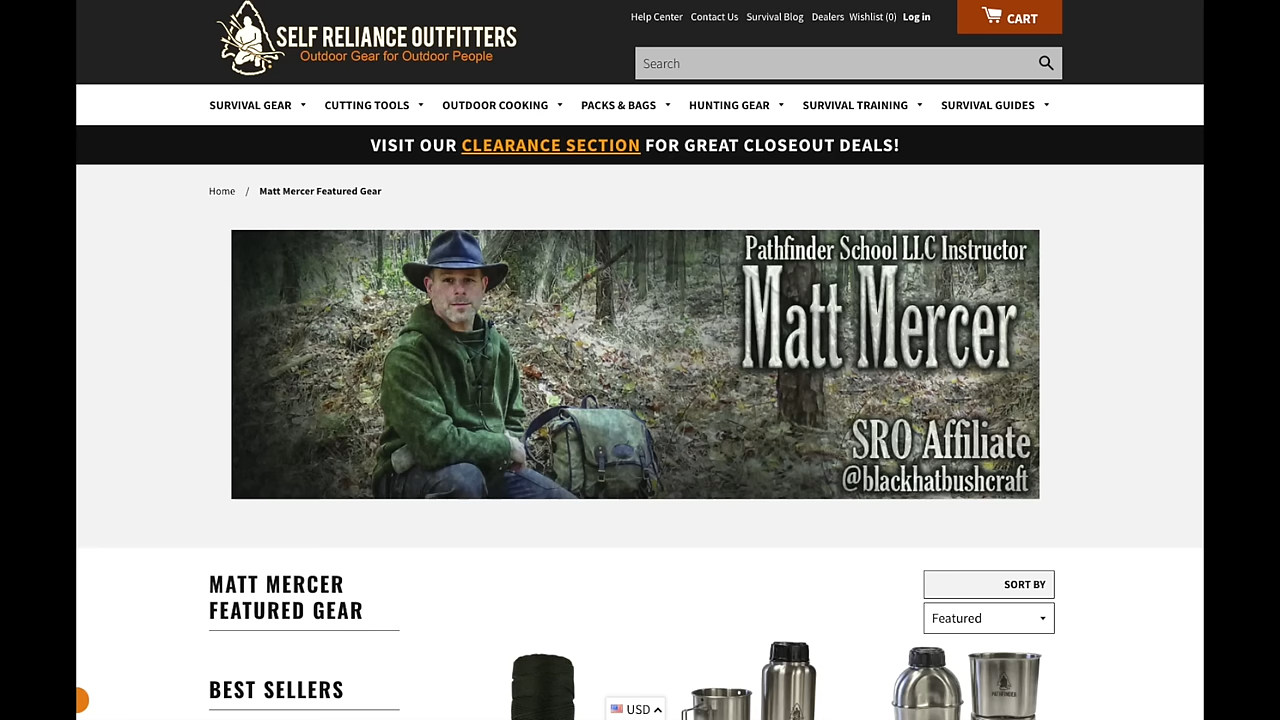 Help Center Contact Us Survival Blog Dealers Wishlist (0) Log in
CART
SELF RELIANCE OUTFITTERS
Outdoor Gear for Outdoor People
Search
SURVIVAL GEAR CUTTING TOOLS OUTDOOR COOKING PACKS & BAGS HUNTING GEAR SURVIVAL TRAINING SURVIVAL GUIDES
VISIT OUR CLEARANCE SECTION FOR GREAT CLOSEOUT DEALS!
Home / Matt Mercer Featured Gear
Pathfinder School LLC Instructor
Matt Mercer
SRO Affiliate
@blackhatbushcraft
MATT MERCER
FEATURED GEAR
SORT BY
Featured
BEST SELLERS
PATHFINDER
USD